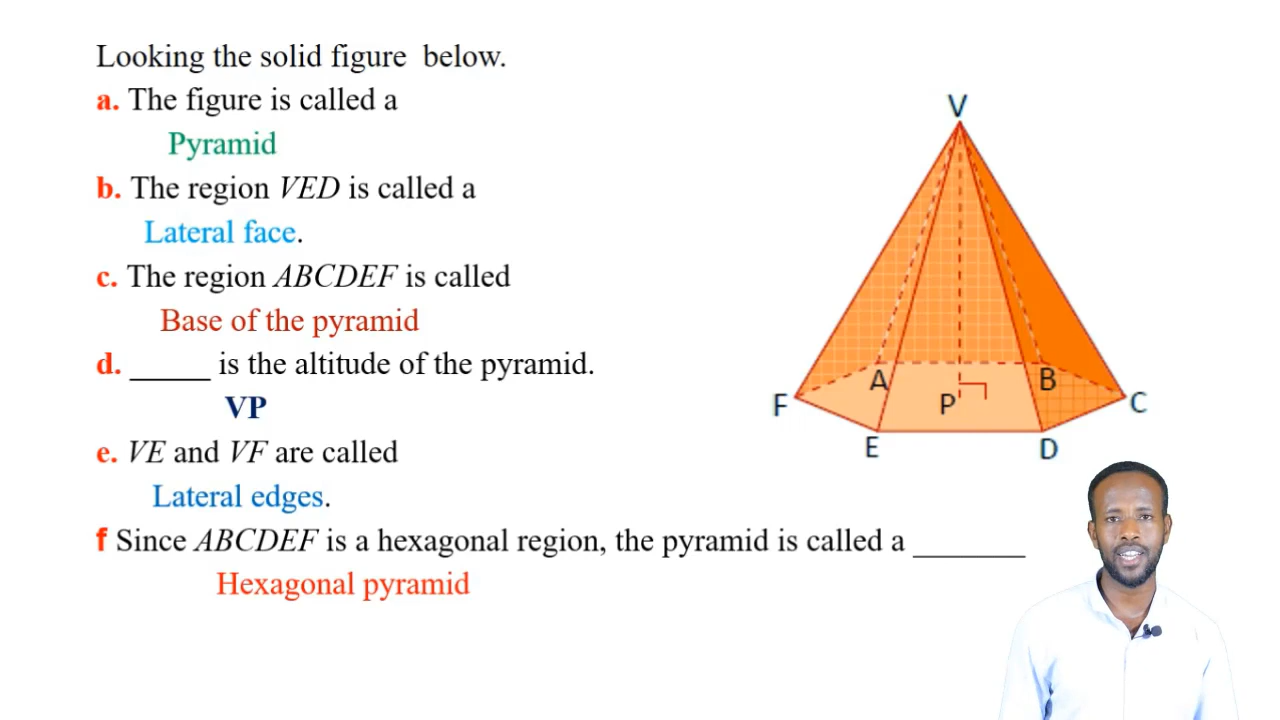 Looking the solid figure below.
a. The figure is called a
Pyramid
b. The region VED is called a
Lateral face.
c. The region ABCDEF is called
Base of the pyramid
d. _____ is the altitude of the pyramid.
VP
e. VE and VF are called
Lateral edges.
f Since ABCDEF is a hexagonal region, the pyramid is called a _______
Hexagonal pyramid
V
A
B
F
P
C
E
D